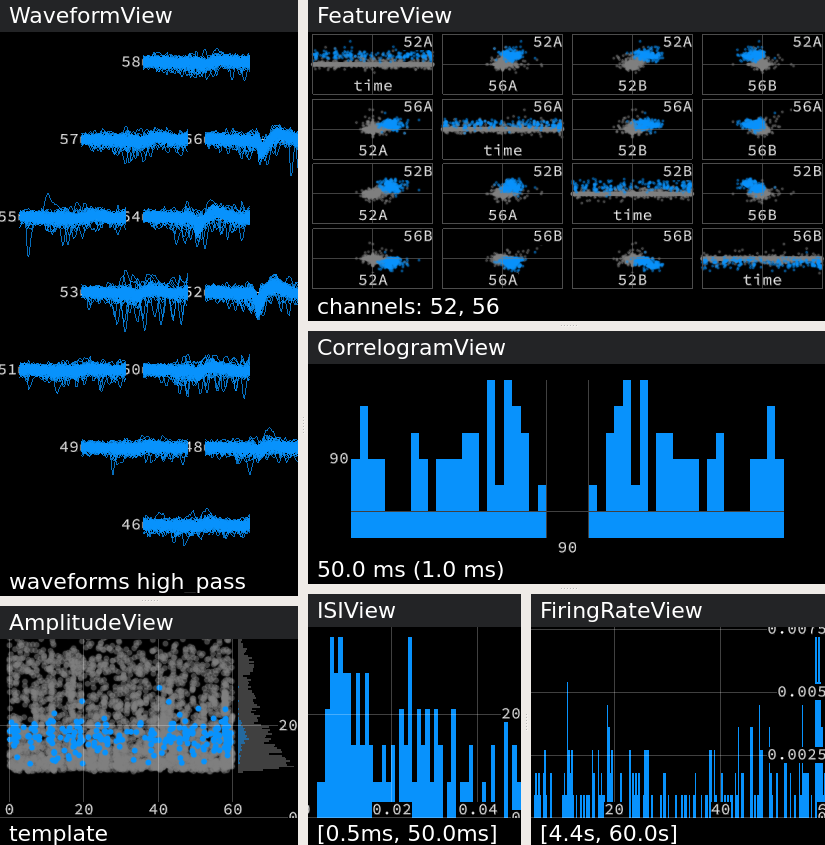 WaveformView
58
57 56
55 54
53 52
51 50
49 48
46
waveforms high_pass
FeatureView
52A 52A 52A 52A
time 56A 52B 56B
56A 56A 56A 56A
52A time 52B 56B
52B 52B 52B 52B
52A 56A time 56B
56B 56B 56B 56B
52A 56A 52B time
channels: 52, 56
CorrelogramView
90
90
50.0 ms (1.0 ms)
AmplitudeView
20
0 20 40 60 0
template
ISIView
20
0 0.02 0.04 0
[0.5ms, 50.0ms]
FiringRateView
0.0075
0.005
0.0025
20 40
[4.4s, 60.0s]